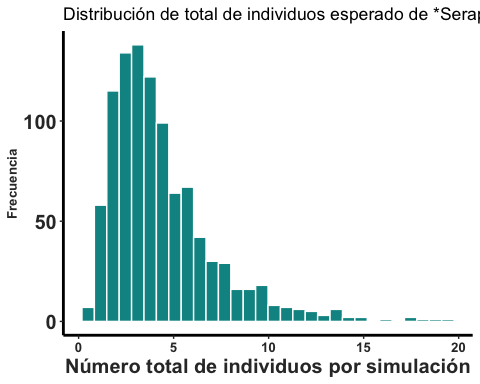 Distribución de total de individuos esperado de *Serap
100
50
0
Frecuencia
0 5 10 15 20
Número total de individuos por simulación